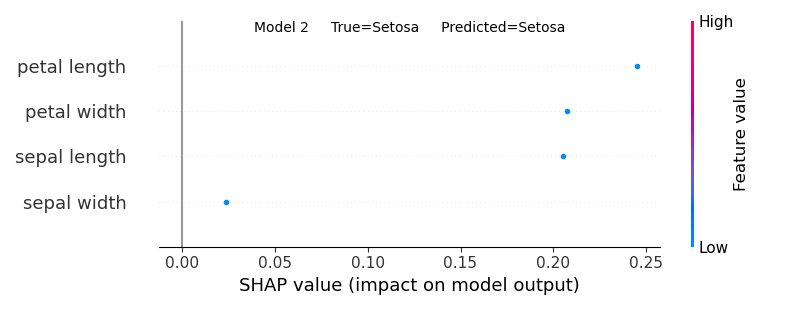 Model 2 True=Setosa Predicted=Setosa
High
petal length
petal width
sepal length
sepal width
Feature value
Low
0.00 0.05 0.10 0.15 0.20 0.25
SHAP value (impact on model output)